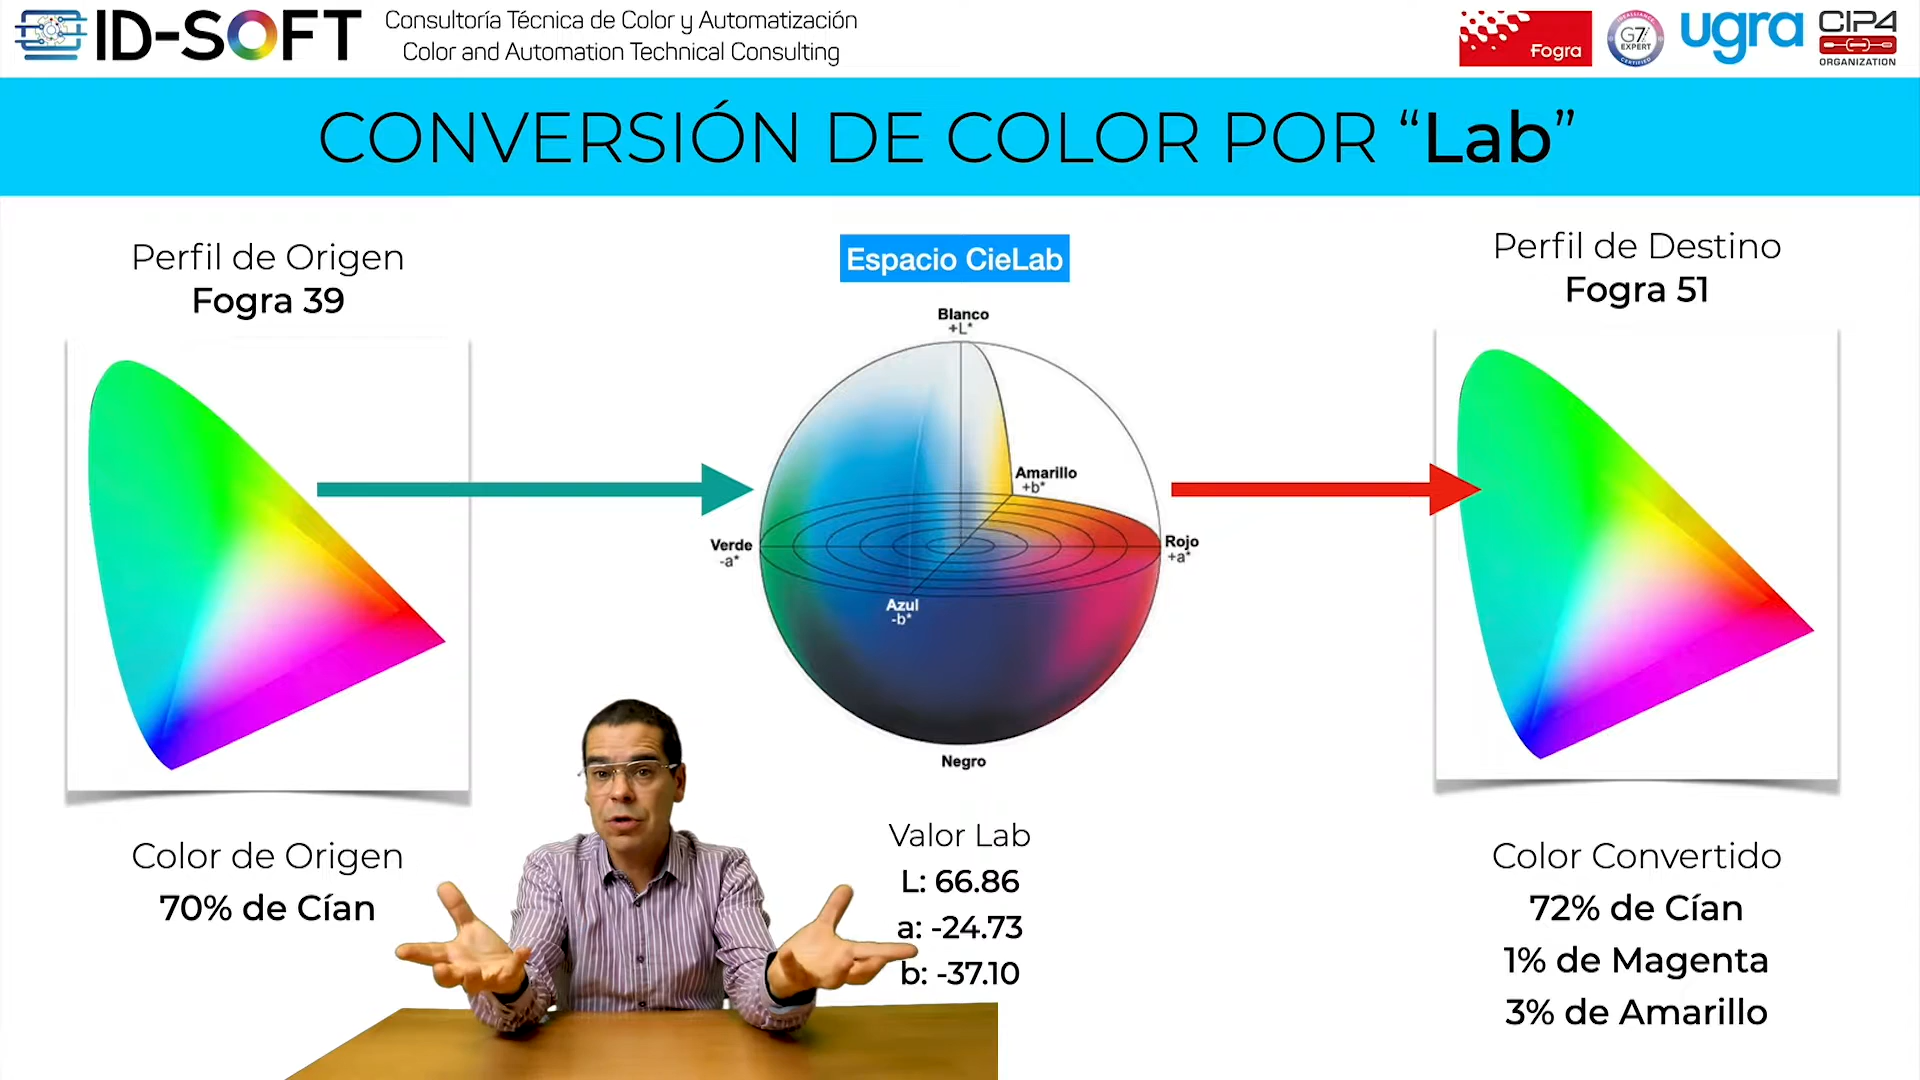 ID-SOFT
Consultoría Técnica de Color y Automatización
Color and Automation Technical Consulting
Fogra
IDEALLIANCE
G7
EXPERT
CERTIFIED
ugra
CIP4
ORGANIZATION
CONVERSIÓN DE COLOR POR “Lab”
Perfil de Origen
Fogra 39
Espacio CieLab
Perfil de Destino
Fogra 51
Blanco
+L*
Amarillo
+b*
Verde
-a*
Rojo
+a*
Azul
-b*
Negro
Color de Origen
70% de Cían
Valor Lab
L: 66.86
a: -24.73
b: -37.10
Color Convertido
72% de Cían
1% de Magenta
3% de Amarillo